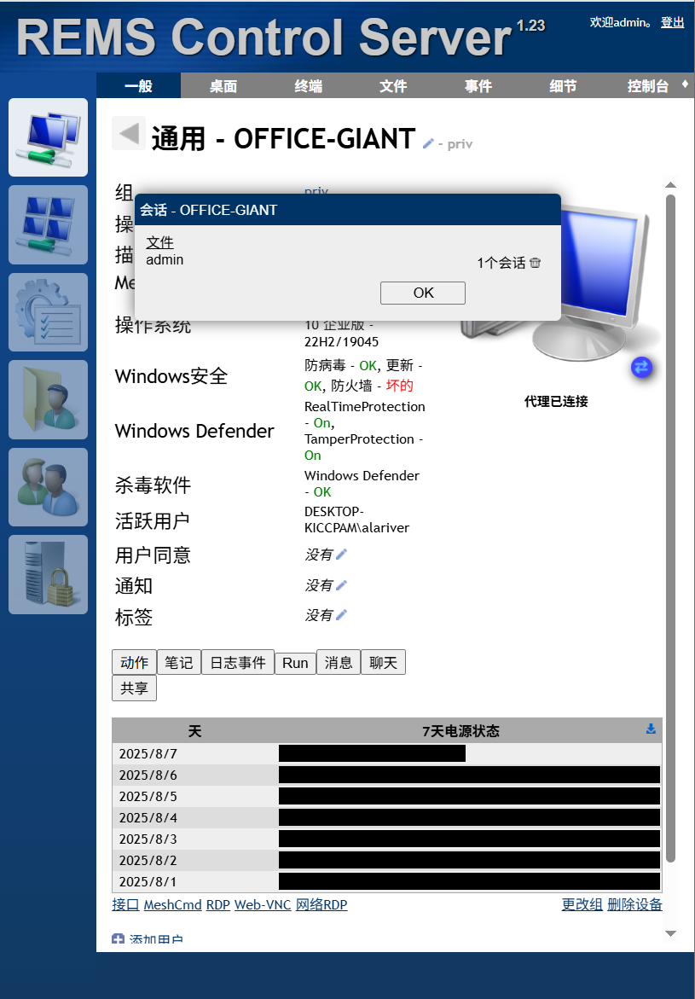 REMS Control Server 1.23
欢迎admin。 登出
一般 桌面 终端 文件 事件 细节 控制台
通用 - OFFICE-GIANT - priv
组 priv
会话 - OFFICE-GIANT
操
文件
描
admin 1个会话
Me
OK
操作系统 10 企业版 -
22H2/19045
Windows安全 防病毒 - OK, 更新 -
OK, 防火墙 - 坏的
代理已连接
Windows Defender RealTimeProtection
- On,
TamperProtection -
On
杀毒软件 Windows Defender
- OK
活跃用户 DESKTOP-
KICCPAM\alariver
用户同意 没有
通知 没有
标签 没有
动作 笔记 日志事件 Run 消息 聊天
共享
天 7天电源状态
2025/8/7
2025/8/6
2025/8/5
2025/8/4
2025/8/3
2025/8/2
2025/8/1
接口 MeshCmd RDP Web-VNC 网络RDP 更改组 删除设备
添加用户